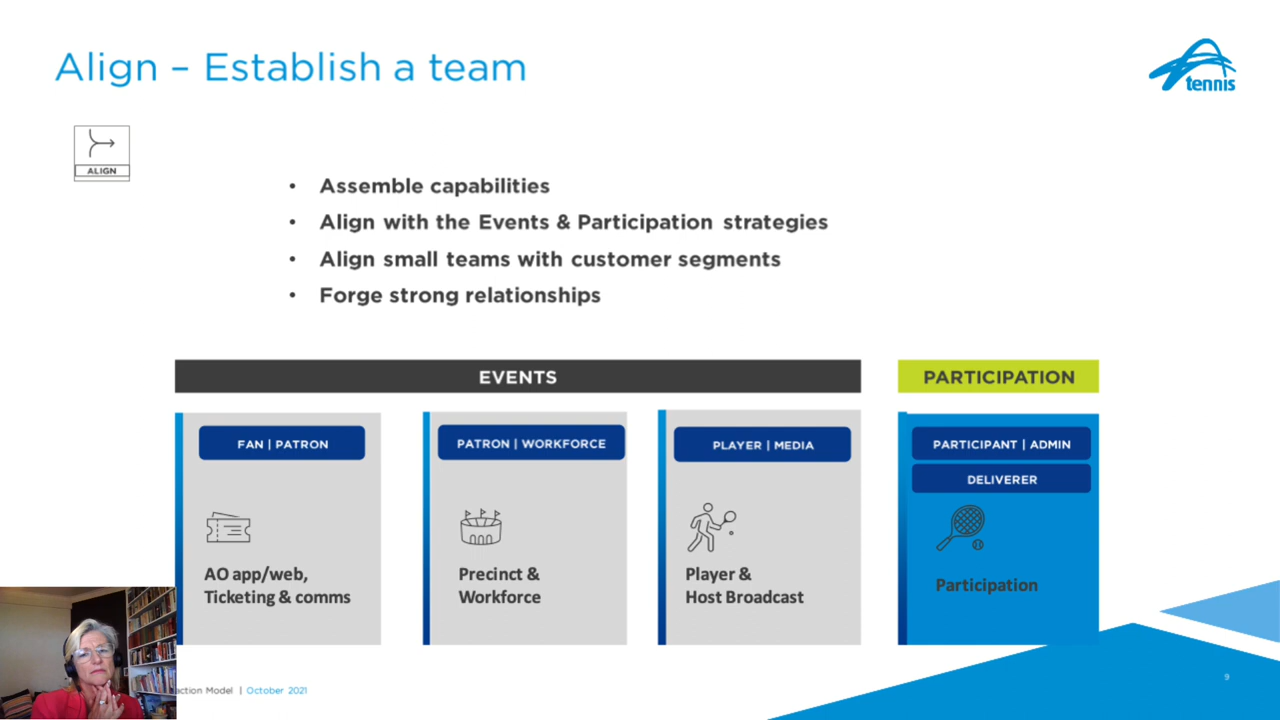 Align – Establish a team
tennis
ALIGN
• Assemble capabilities
• Align with the Events & Participation strategies
• Align small teams with customer segments
• Forge strong relationships
EVENTS
PARTICIPATION
FAN | PATRON
PATRON | WORKFORCE
PLAYER | MEDIA
PARTICIPANT | ADMIN
DELIVERER
AO app/web,
Ticketing & comms
Precinct &
Workforce
Player &
Host Broadcast
Participation
Model | October 2021
9